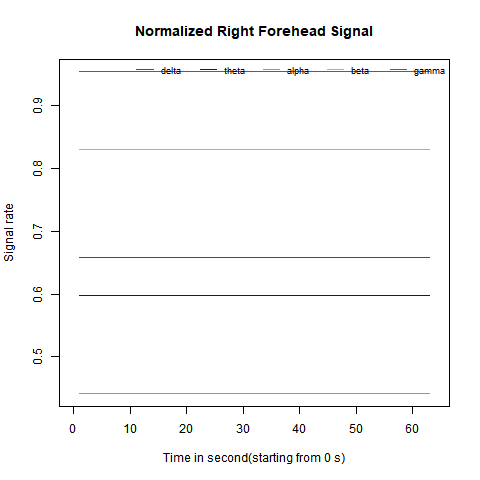 Normalized Right Forehead Signal
delta theta alpha beta gamma
Signal rate
0.9
0.8
0.7
0.6
0.5
0 10 20 30 40 50 60
Time in second(starting from 0 s)